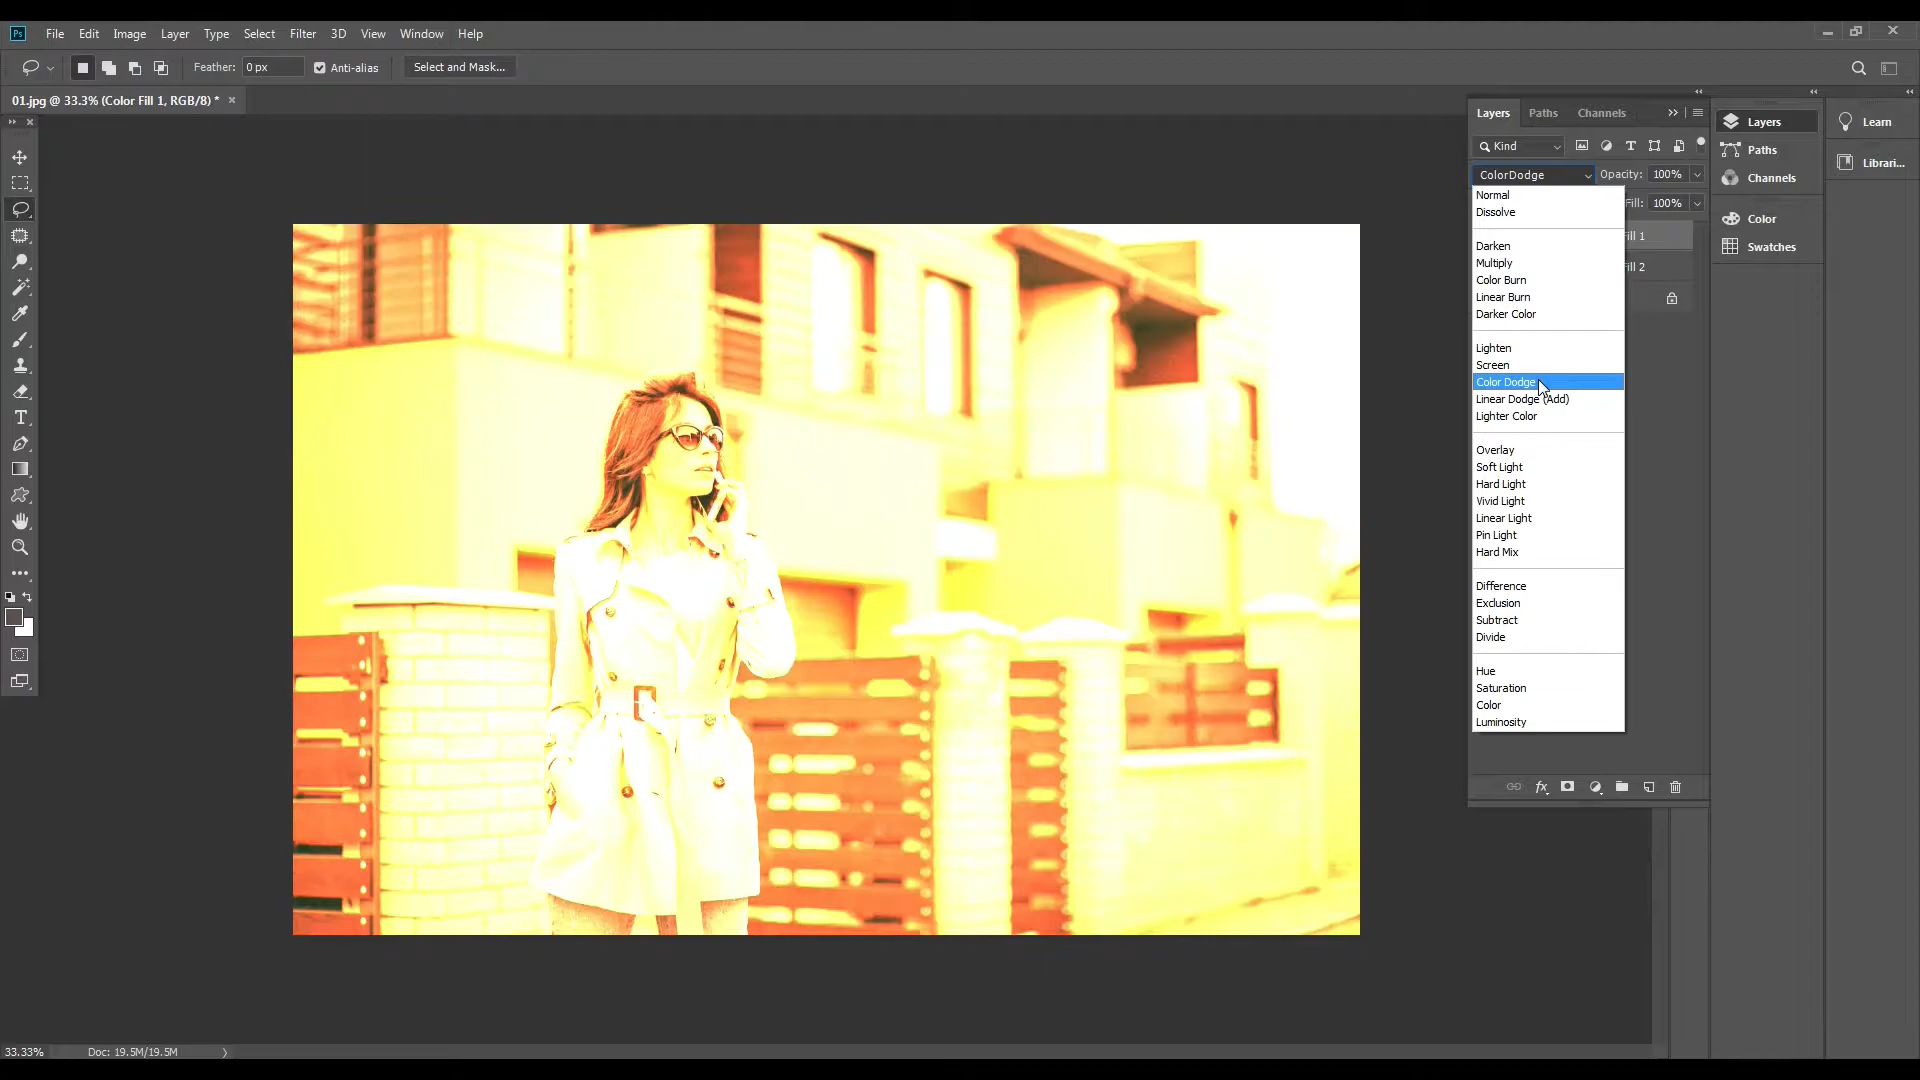 Ps File Edit Image Layer Type Select Filter 3D View Window Help
Feather: 0 px Anti-alias Select and Mask...
01.jpg @ 33.3% (Color Fill 1, RGB/8) *
Layers Paths Channels
Kind
ColorDodge Opacity: 100%
Fill: 100%
Normal
Dissolve
Darken
Multiply
Color Burn
Linear Burn
Darker Color
Lighten
Screen
Color Dodge
Linear Dodge (Add)
Lighter Color
Overlay
Soft Light
Hard Light
Vivid Light
Linear Light
Pin Light
Hard Mix
Difference
Exclusion
Subtract
Divide
Hue
Saturation
Color
Luminosity
ill 1
ill 2
fx
Layers
Paths
Channels
Color
Swatches
Learn
Librari...
33.33% Doc: 19.5M/19.5M